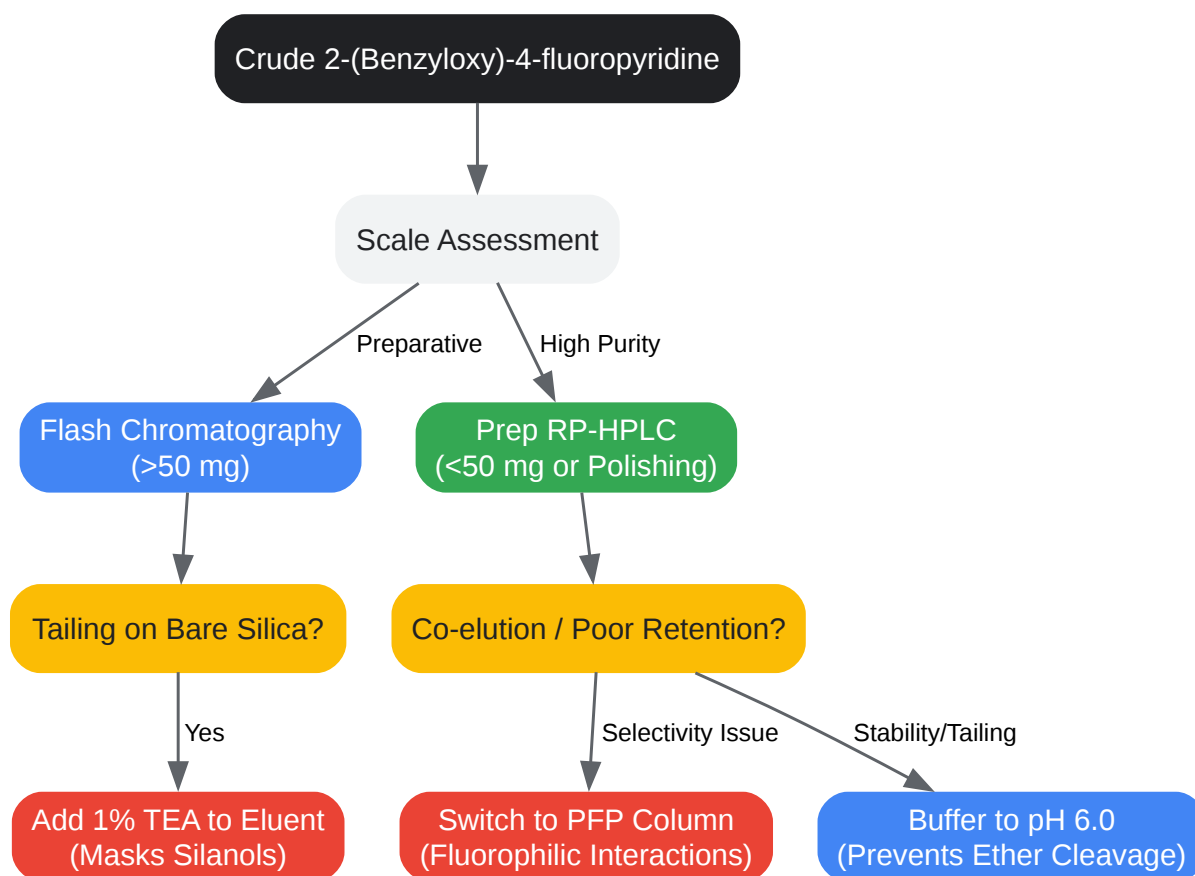 Crude 2-(Benzyloxy)-4-fluoropyridine
Scale Assessment
Preparative
High Purity
Flash Chromatography
(>50 mg)
Prep RP-HPLC
(<50 mg or Polishing)
Tailing on Bare Silica?
Co-elution / Poor Retention?
Yes
Selectivity Issue
Stability/Tailing
Add 1% TEA to Eluent
(Masks Silanols)
Switch to PFP Column
(Fluorophilic Interactions)
Buffer to pH 6.0
(Prevents Ether Cleavage)